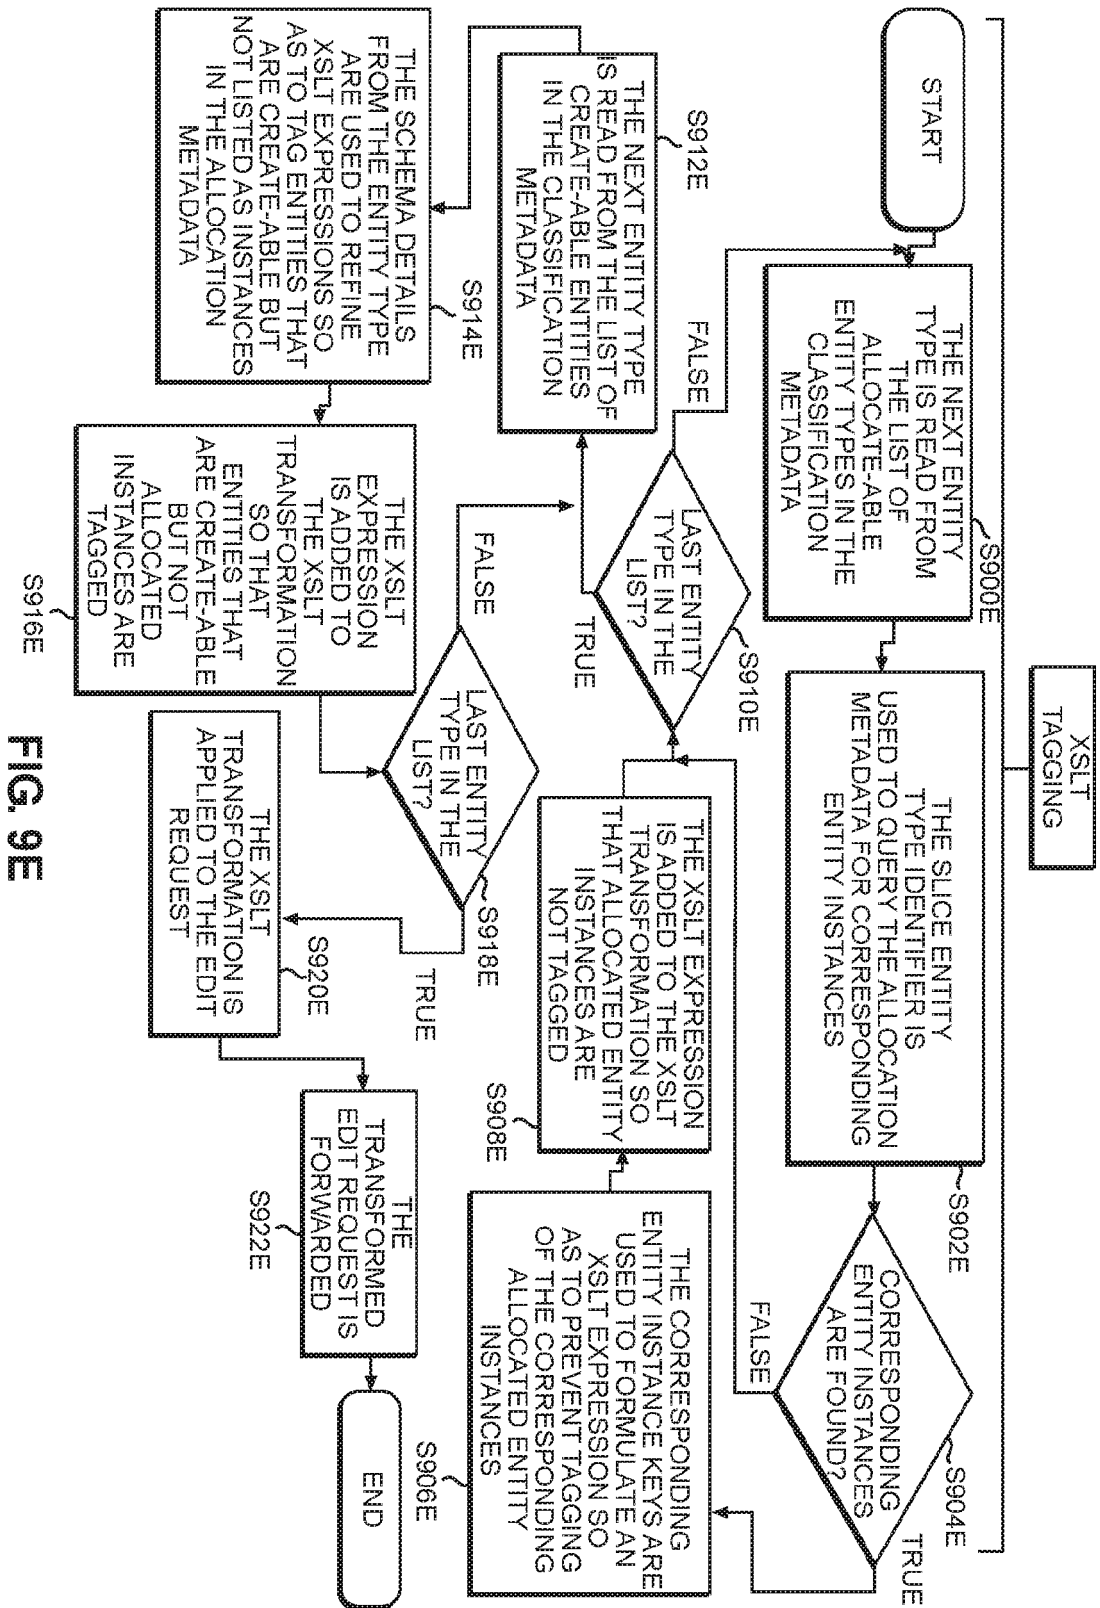 XSLT
TAGGING
START
THE NEXT ENTITY
TYPE IS READ FROM
THE LIST OF
ALLOCATE-ABLE
ENTITY TYPES IN THE
CLASSIFICATION
METADATA
S900E
THE SLICE ENTITY
TYPE IDENTIFIER IS
USED TO QUERY THE ALLOCATION
METADATA FOR CORRESPONDING
ENTITY INSTANCES
S902E
CORRESPONDING
ENTITY INSTANCES
ARE FOUND?
S904E
TRUE
FALSE
THE CORRESPONDING
ENTITY INSTANCE KEYS ARE
USED TO FORMULATE AN
XSLT EXPRESSION SO
AS TO PREVENT TAGGING
OF THE CORRESPONDING
ALLOCATED ENTITY
INSTANCES
S906E
THE XSLT EXPRESSION
IS ADDED TO THE XSLT
TRANSFORMATION SO
THAT ALLOCATED ENTITY
INSTANCES ARE
NOT TAGGED
S908E
LAST ENTITY
TYPE IN THE
LIST?
S910E
FALSE
TRUE
THE NEXT ENTITY TYPE
IS READ FROM THE LIST OF
CREATE-ABLE ENTITIES
IN THE CLASSIFICATION
METADATA
S912E
THE SCHEMA DETAILS
FROM THE ENTITY TYPE
ARE USED TO REFINE
XSLT EXPRESSIONS SO
AS TO TAG ENTITIES THAT
ARE CREATE-ABLE BUT
NOT LISTED AS INSTANCES
IN THE ALLOCATION
METADATA
S914E
THE XSLT
EXPRESSION
IS ADDED TO
THE XSLT
TRANSFORMATION
SO THAT
ENTITIES THAT
ARE CREATE-ABLE
BUT NOT
ALLOCATED
INSTANCES ARE
TAGGED
S916E
LAST ENTITY
TYPE IN THE
LIST?
S918E
FALSE
TRUE
THE XSLT
TRANSFORMATION IS
APPLIED TO THE EDIT
REQUEST
S920E
THE
TRANSFORMED
EDIT REQUEST IS
FORWARDED
S922E
END
FIG. 9E